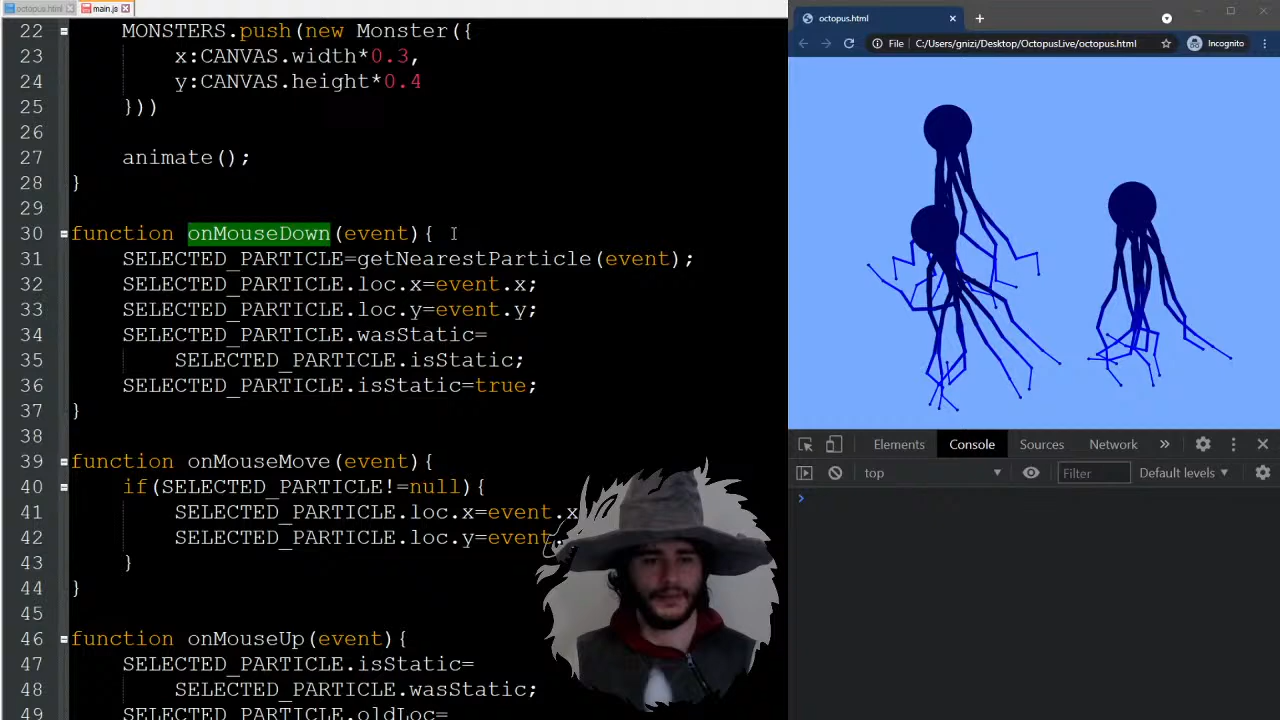 octopus.html
main.js
22 MONSTERS.push(new Monster({
23 x:CANVAS.width*0.3,
24 y:CANVAS.height*0.4
25 }))
26
27 animate();
28 }
29
30 function onMouseDown(event){
31 SELECTED_PARTICLE=getNearestParticle(event);
32 SELECTED_PARTICLE.loc.x=event.x;
33 SELECTED_PARTICLE.loc.y=event.y;
34 SELECTED_PARTICLE.wasStatic=
35 SELECTED_PARTICLE.isStatic;
36 SELECTED_PARTICLE.isStatic=true;
37 }
38
39 function onMouseMove(event){
40 if(SELECTED_PARTICLE!=null){
41 SELECTED_PARTICLE.loc.x=event.x
42 SELECTED_PARTICLE.loc.y=event.
43 }
44 }
45
46 function onMouseUp(event){
47 SELECTED_PARTICLE.isStatic=
48 SELECTED_PARTICLE.wasStatic;
49 SELECTED_PARTICLE.oldLoc=
octopus.html
File C:/Users/gnizi/Desktop/OctopusLive/octopus.html Incognito
Elements Console Sources Network
top Filter Default levels